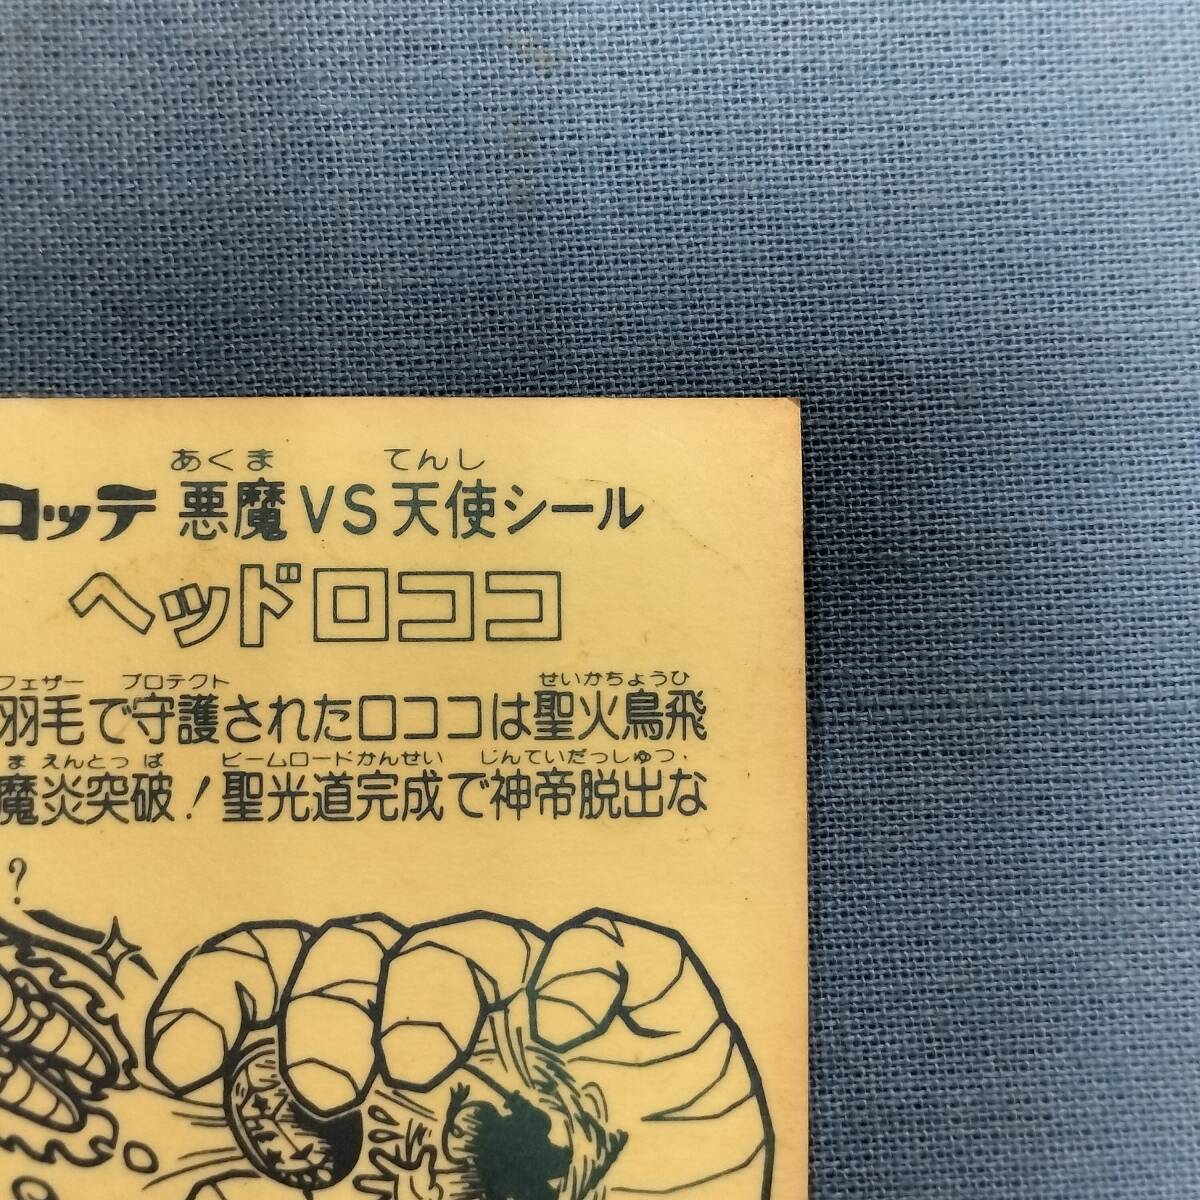 あくま てんし
ロッテ 悪魔VS天使シール
ヘッドロココ
フェザー プロテクト せいかちょうひ
羽毛で守護されたロココは聖火鳥飛
ま えんとっぱ ビームロードかんせい じんていだっしゅつ
魔炎突破!聖光道完成で神帝脱出な
?